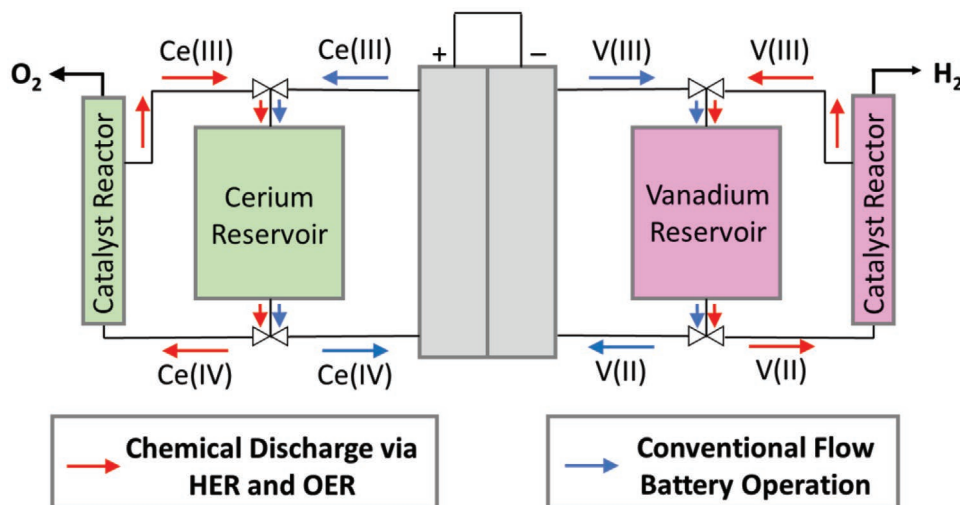 Ce(III)
Ce(III)
+
−
V(III)
V(III)
O2
H2
Catalyst Reactor
Cerium
Reservoir
Vanadium
Reservoir
Catalyst Reactor
Ce(IV)
Ce(IV)
V(II)
V(II)
Chemical Discharge via
HER and OER
Conventional Flow
Battery Operation